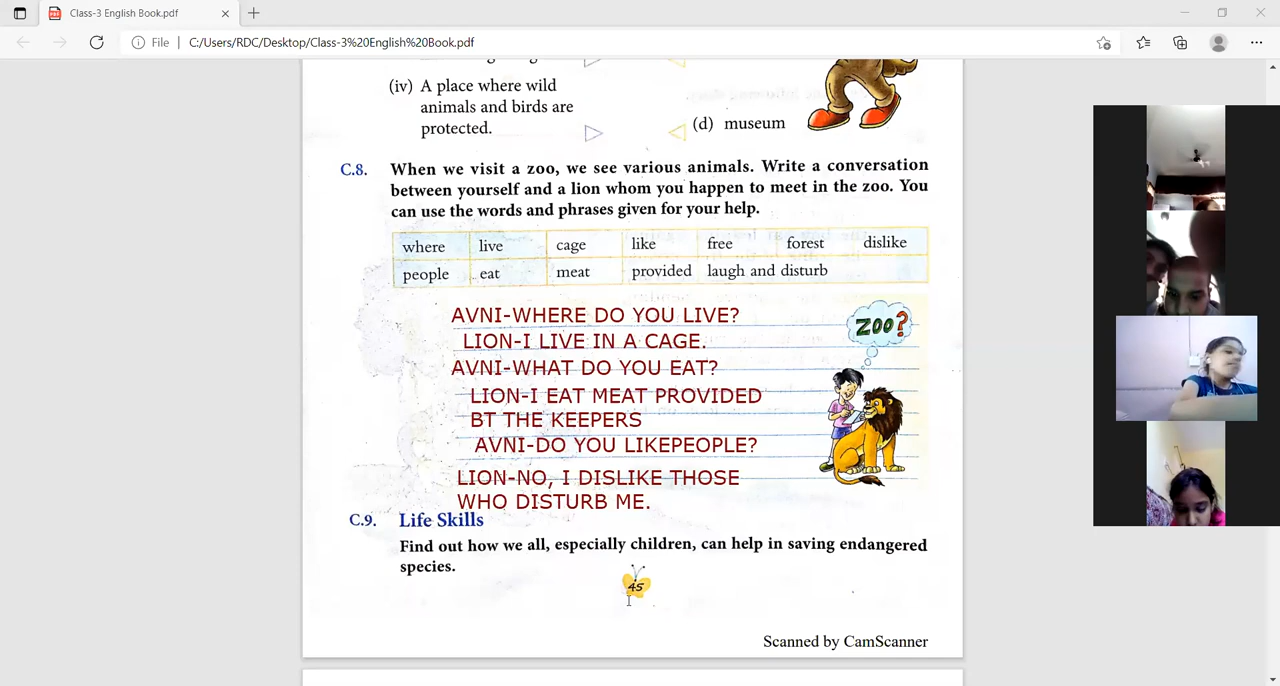 Class-3 English Book.pdf
File | C:/Users/RDC/Desktop/Class-3%20English%20Book.pdf
(iv) A place where wild
animals and birds are
protected.
(d) museum
C.8. When we visit a zoo, we see various animals. Write a conversation
between yourself and a lion whom you happen to meet in the zoo. You
can use the words and phrases given for your help.
where live cage like free forest dislike
people eat meat provided laugh and disturb
AVNI-WHERE DO YOU LIVE?
LION-I LIVE IN A CAGE.
AVNI-WHAT DO YOU EAT?
LION-I EAT MEAT PROVIDED
BT THE KEEPERS
AVNI-DO YOU LIKEPEOPLE?
LION-NO, I DISLIKE THOSE
WHO DISTURB ME.
ZOO?
C.9. Life Skills
Find out how we all, especially children, can help in saving endangered
species.
45
Scanned by CamScanner